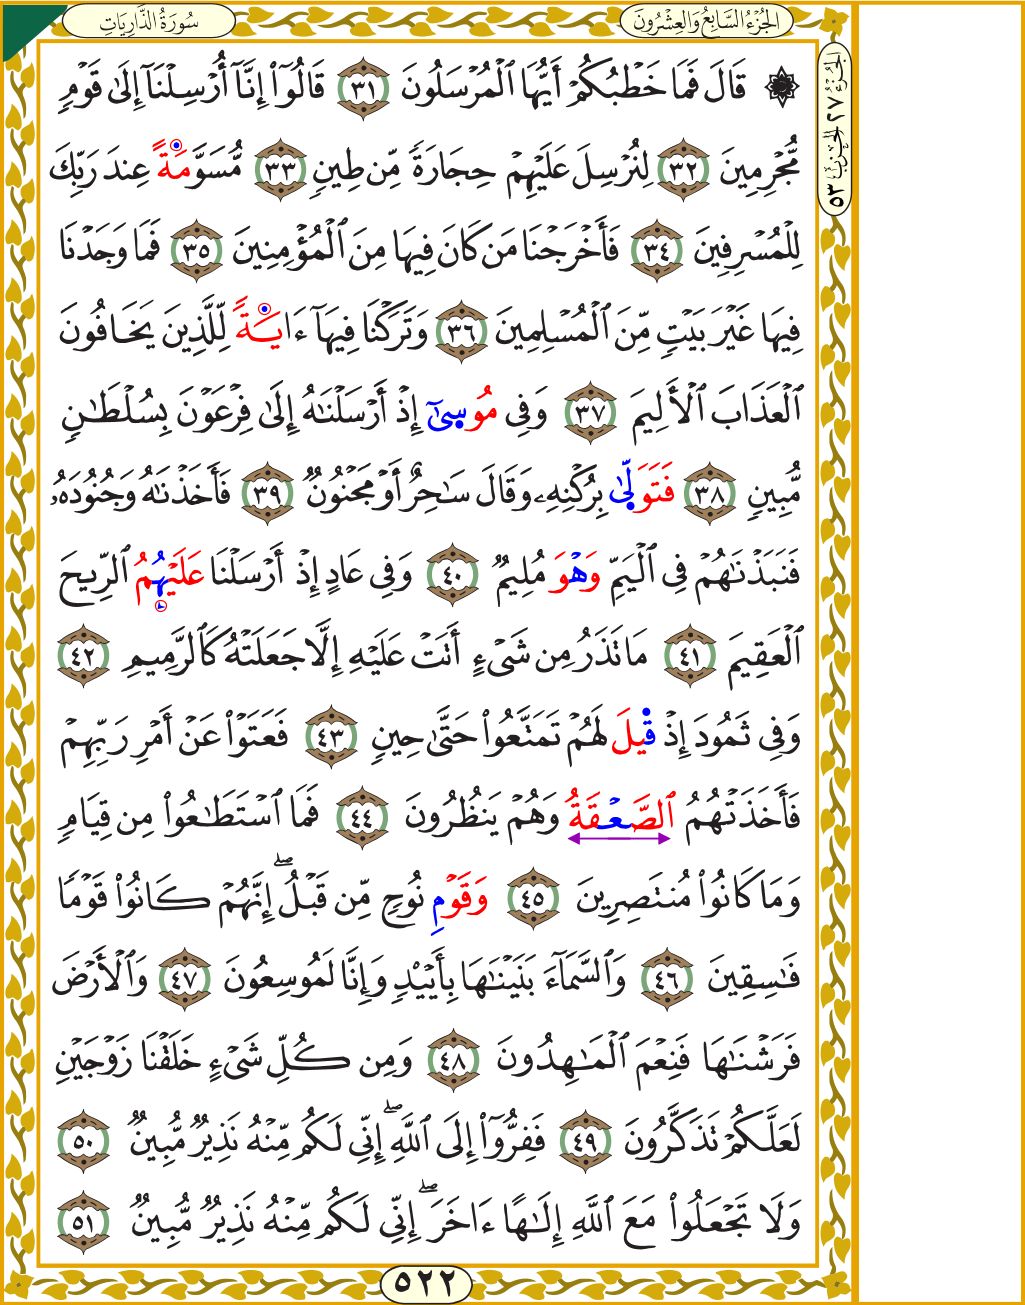 سُورَةُ الذَّارِيَاتِ
الجُزْءُ السَّابِعُ وَالعِشْرُونَ
الجُزْءُ ٢٧ الحِزْبُ ٥٣
۞ قَالَ فَمَا خَطْبُكُمْ أَيُّهَا ٱلْمُرْسَلُونَ ٣١ قَالُوٓا۟ إِنَّآ أُرْسِلْنَآ إِلَىٰ قَوْمٍ
مُّجْرِمِينَ ٣٢ لِنُرْسِلَ عَلَيْهِمْ حِجَارَةً مِّن طِينٍ ٣٣ مُّسَوَّمَةً عِندَ رَبِّكَ
لِلْمُسْرِفِينَ ٣٤ فَأَخْرَجْنَا مَن كَانَ فِيهَا مِنَ ٱلْمُؤْمِنِينَ ٣٥ فَمَا وَجَدْنَا
فِيهَا غَيْرَ بَيْتٍ مِّنَ ٱلْمُسْلِمِينَ ٣٦ وَتَرَكْنَا فِيهَآ ءَايَةً لِّلَّذِينَ يَخَافُونَ
ٱلْعَذَابَ ٱلْأَلِيمَ ٣٧ وَفِى مُوسَىٰٓ إِذْ أَرْسَلْنَـٰهُ إِلَىٰ فِرْعَوْنَ بِسُلْطَـٰنٍ
مُّبِينٍ ٣٨ فَتَوَلَّىٰ بِرُكْنِهِۦ وَقَالَ سَـٰحِرٌ أَوْ مَجْنُونٌ ٣٩ فَأَخَذْنَـٰهُ وَجُنُودَهُۥ
فَنَبَذْنَـٰهُمْ فِى ٱلْيَمِّ وَهْوَ مُلِيمٌ ٤٠ وَفِى عَادٍ إِذْ أَرْسَلْنَا عَلَيْهِمُ ٱلرِّيحَ
ٱلْعَقِيمَ ٤١ مَا تَذَرُ مِن شَىْءٍ أَتَتْ عَلَيْهِ إِلَّا جَعَلَتْهُ كَٱلرَّمِيمِ ٤٢
وَفِى ثَمُودَ إِذْ قِيلَ لَهُمْ تَمَتَّعُوا۟ حَتَّىٰ حِينٍ ٤٣ فَعَتَوْا۟ عَنْ أَمْرِ رَبِّهِمْ
فَأَخَذَتْهُمُ ٱلصَّعْقَةُ وَهُمْ يَنظُرُونَ ٤٤ فَمَا ٱسْتَطَـٰعُوا۟ مِن قِيَامٍ
وَمَا كَانُوا۟ مُنتَصِرِينَ ٤٥ وَقَوْمِ نُوحٍ مِّن قَبْلُ ۖ إِنَّهُمْ كَانُوا۟ قَوْمًا
فَـٰسِقِينَ ٤٦ وَٱلسَّمَآءَ بَنَيْنَـٰهَا بِأَيْي۟دٍ وَإِنَّا لَمُوسِعُونَ ٤٧ وَٱلْأَرْضَ
فَرَشْنَـٰهَا فَنِعْمَ ٱلْمَـٰهِدُونَ ٤٨ وَمِن كُلِّ شَىْءٍ خَلَقْنَا زَوْجَيْنِ
لَعَلَّكُمْ تَذَكَّرُونَ ٤٩ فَفِرُّوٓا۟ إِلَى ٱللَّهِ ۖ إِنِّى لَكُم مِّنْهُ نَذِيرٌ مُّبِينٌ ٥٠
وَلَا تَجْعَلُوا۟ مَعَ ٱللَّهِ إِلَـٰهًا ءَاخَرَ ۖ إِنِّى لَكُم مِّنْهُ نَذِيرٌ مُّبِينٌ ٥١
٥٢٢